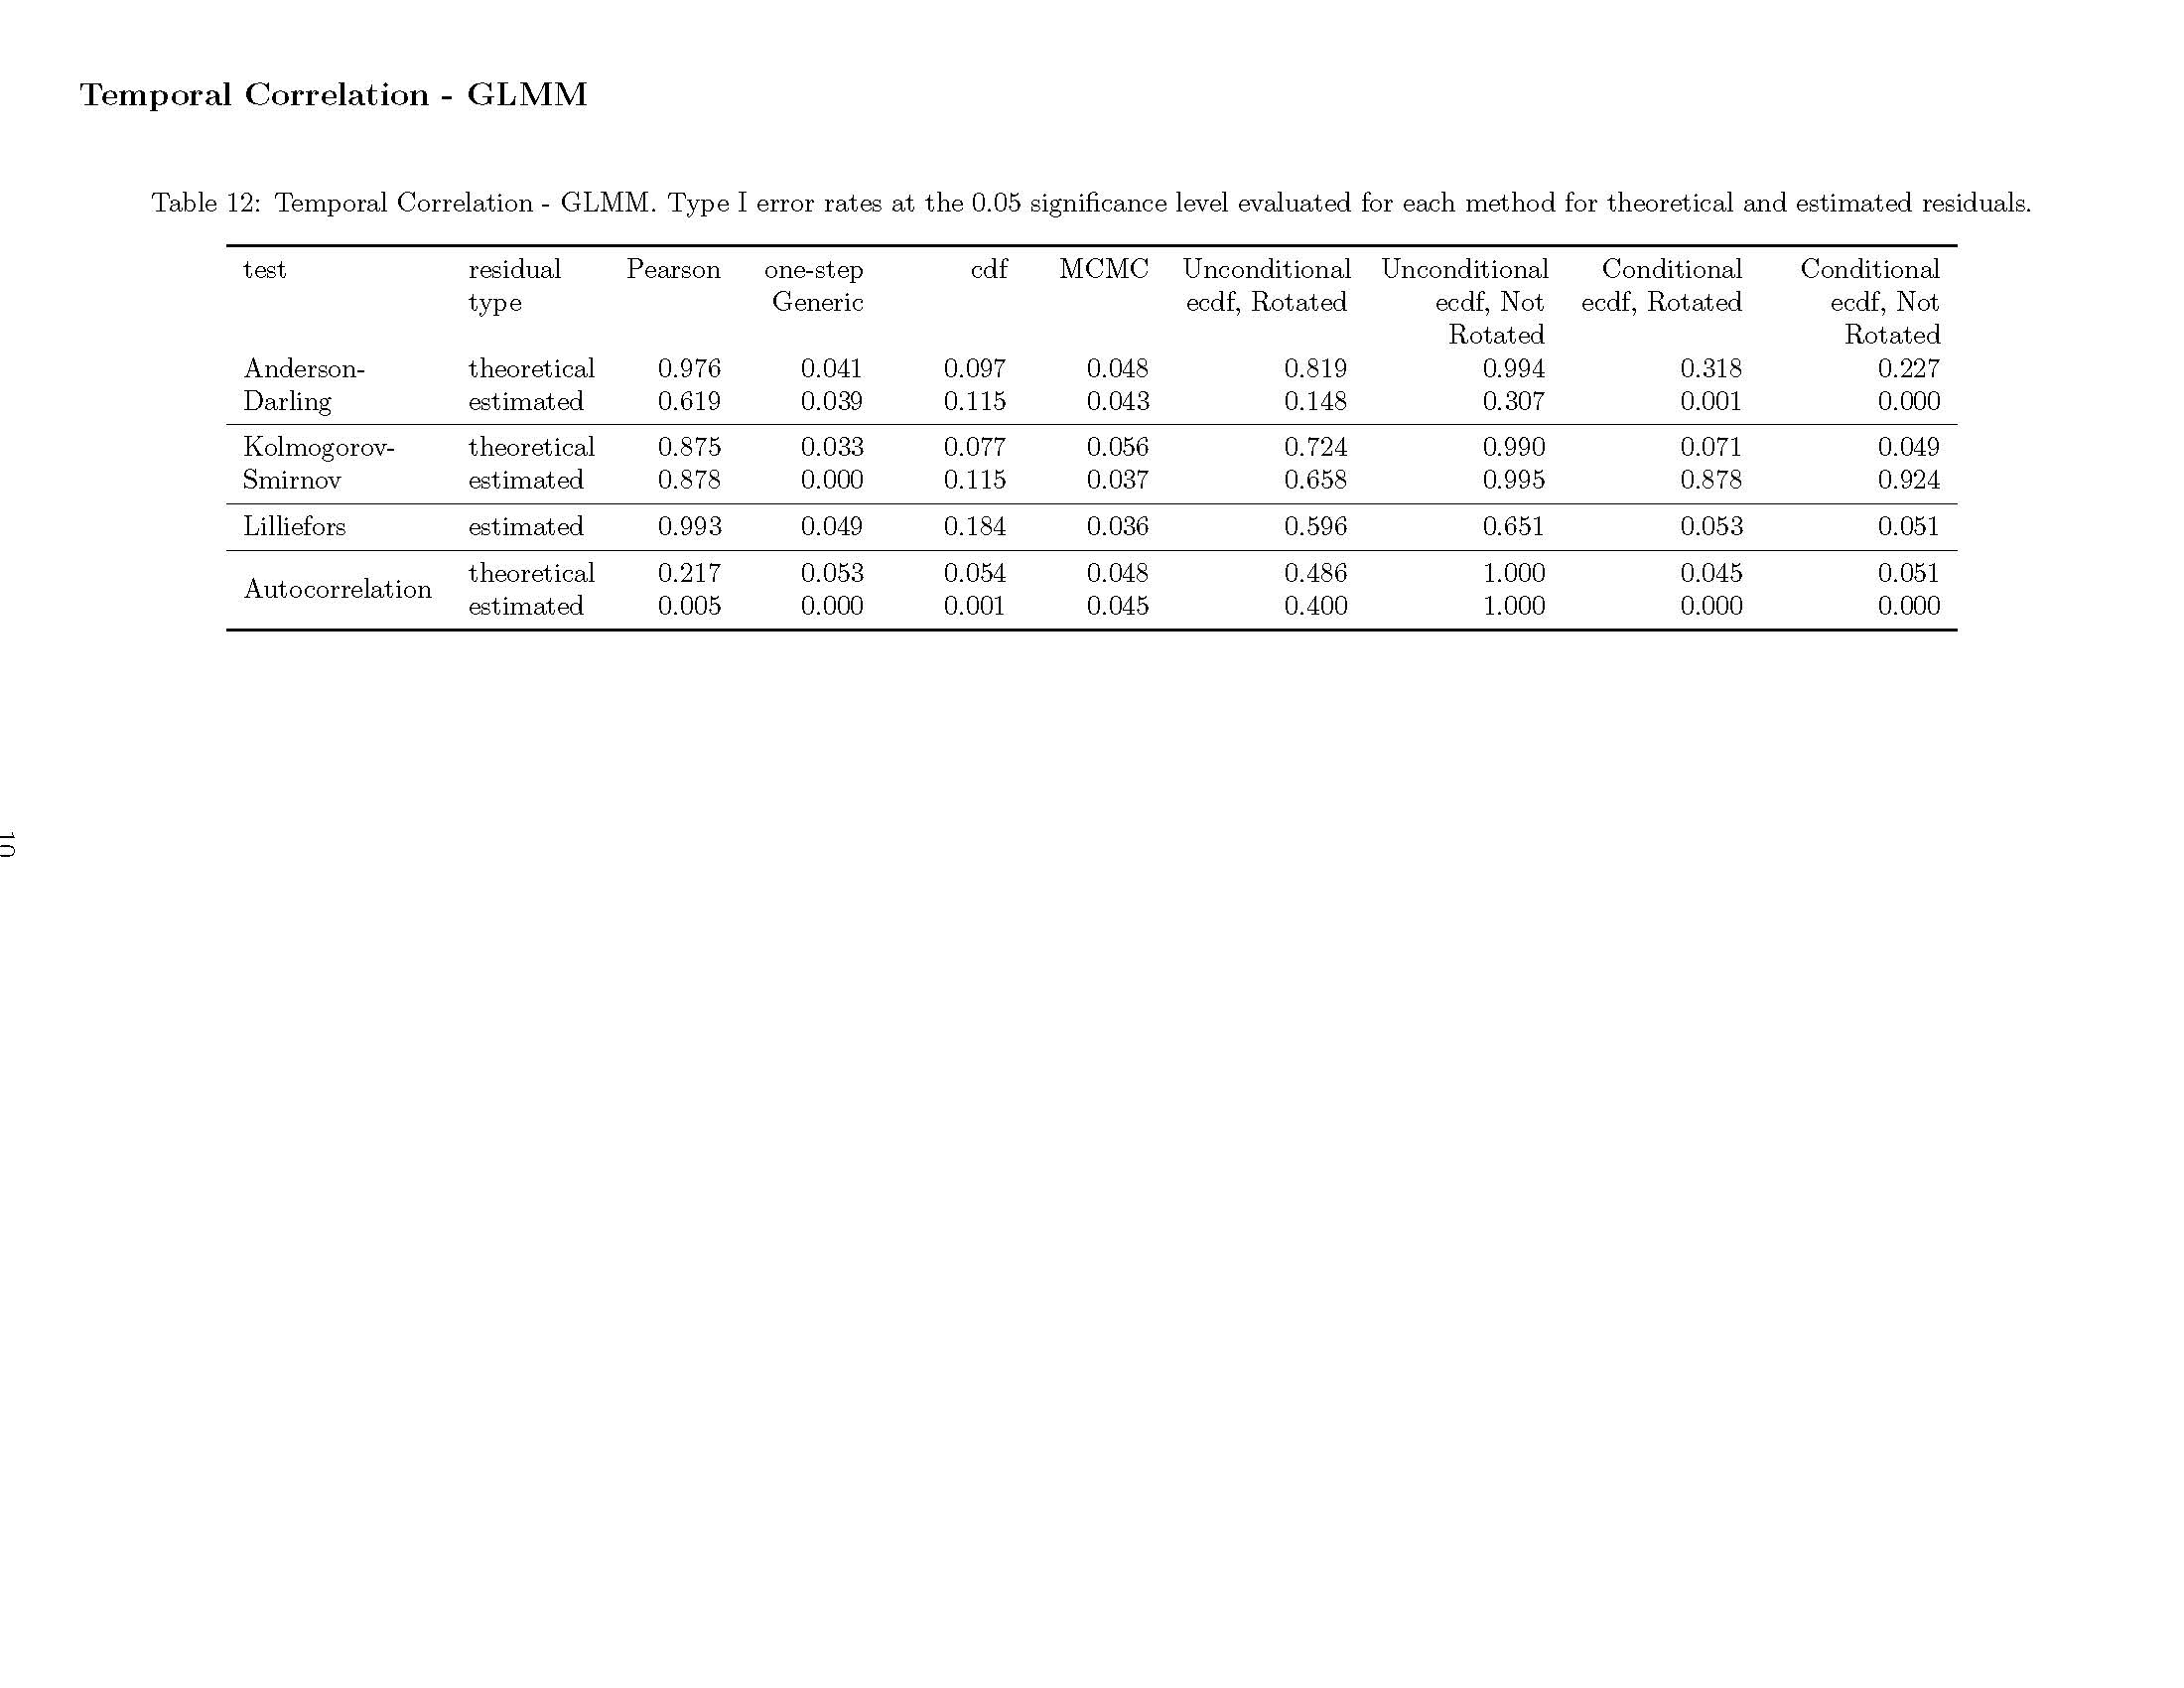 Temporal Correlation - GLMM
Table 12: Temporal Correlation - GLMM. Type I error rates at the 0.05 significance level evaluated for each method for theoretical and estimated residuals.
test residual Pearson one-step cdf MCMC Unconditional Unconditional Conditional Conditional
type Generic ecdf, Rotated ecdf, Not ecdf, Rotated ecdf, Not
Rotated Rotated
Anderson- theoretical 0.976 0.041 0.097 0.048 0.819 0.994 0.318 0.227
Darling estimated 0.619 0.039 0.115 0.043 0.148 0.307 0.001 0.000
Kolmogorov- theoretical 0.875 0.033 0.077 0.056 0.724 0.990 0.071 0.049
Smirnov estimated 0.878 0.000 0.115 0.037 0.658 0.995 0.878 0.924
Lilliefors estimated 0.993 0.049 0.184 0.036 0.596 0.651 0.053 0.051
Autocorrelation theoretical 0.217 0.053 0.054 0.048 0.486 1.000 0.045 0.051
estimated 0.005 0.000 0.001 0.045 0.400 1.000 0.000 0.000
10